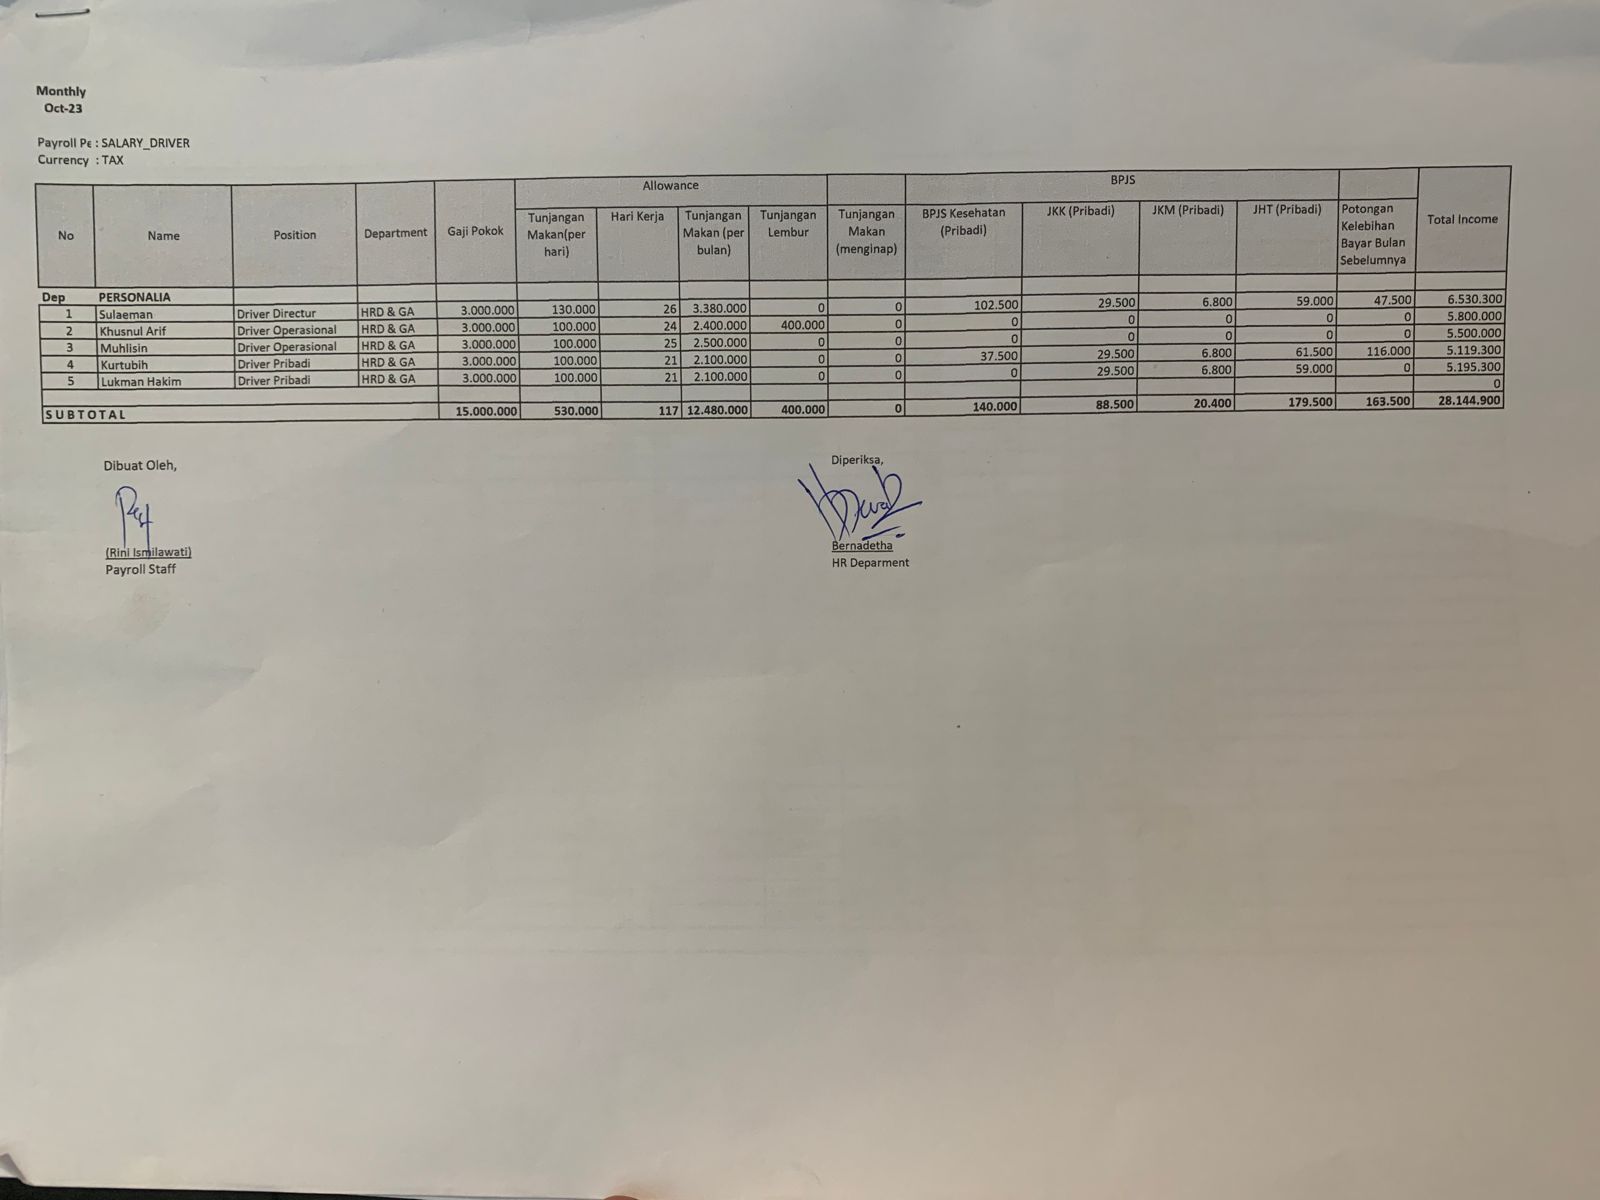 Monthly
Oct-23
Payroll Pe : SALARY_DRIVER
Currency : TAX
No Name Position Department Gaji Pokok Allowance BPJS Total Income
Tunjangan Makan(per hari) Hari Kerja Tunjangan Makan (per bulan) Tunjangan Lembur Tunjangan Makan (menginap) BPJS Kesehatan (Pribadi) JKK (Pribadi) JKM (Pribadi) JHT (Pribadi) Potongan Kelebihan Bayar Bulan Sebelumnya
Dep PERSONALIA
1 Sulaeman Driver Directur HRD & GA 3.000.000 130.000 26 3.380.000 0 0 102.500 29.500 6.800 59.000 47.500 6.530.300
2 Khusnul Arif Driver Operasional HRD & GA 3.000.000 100.000 24 2.400.000 400.000 0 0 0 0 0 0 5.800.000
3 Muhlisin Driver Operasional HRD & GA 3.000.000 100.000 25 2.500.000 0 0 0 0 0 0 0 5.500.000
4 Kurtubih Driver Pribadi HRD & GA 3.000.000 100.000 21 2.100.000 0 0 37.500 29.500 6.800 61.500 116.000 5.119.300
5 Lukman Hakim Driver Pribadi HRD & GA 3.000.000 100.000 21 2.100.000 0 0 0 29.500 6.800 59.000 0 5.195.300
0
SUBTOTAL 15.000.000 530.000 117 12.480.000 400.000 0 140.000 88.500 20.400 179.500 163.500 28.144.900
Dibuat Oleh, Diperiksa,
(Rini Ismilawati) Bernadetha
Payroll Staff HR Deparment